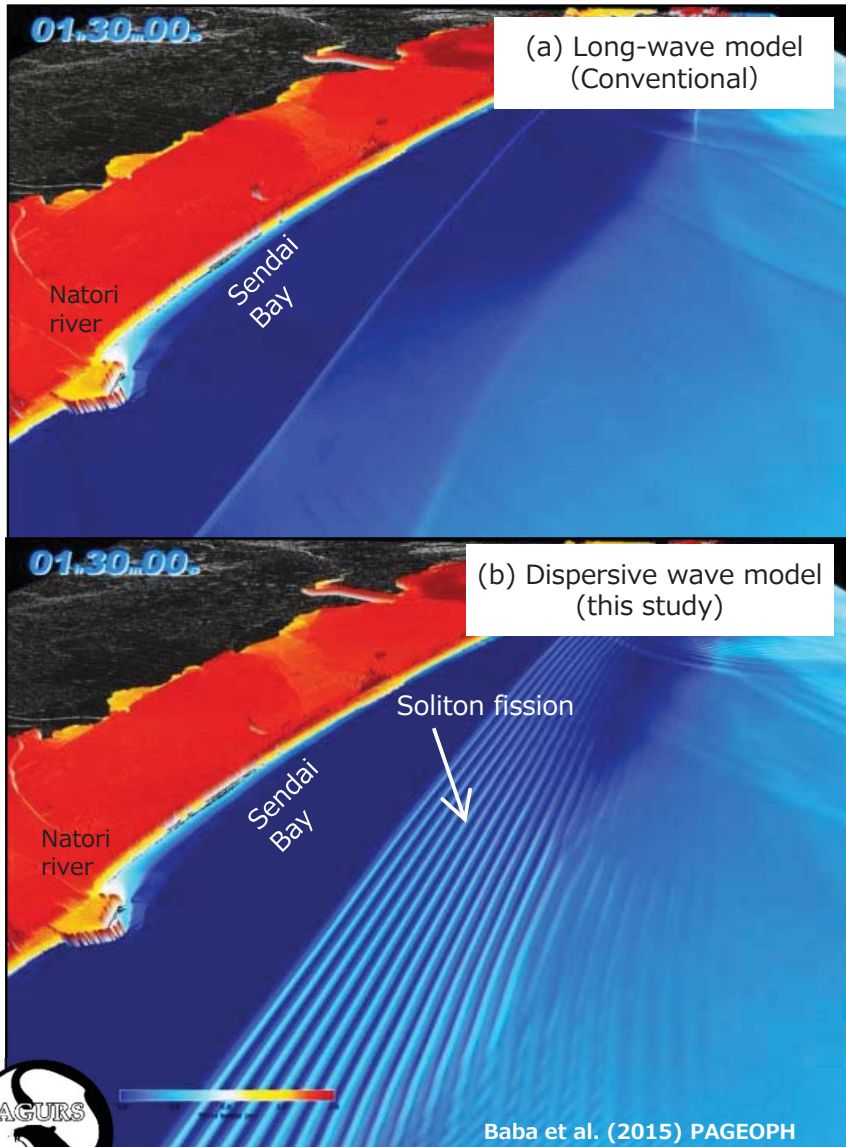 01.30.00.
(a) Long-wave model
(Conventional)
Sendai
Bay
Natori
river
01.30.00.
(b) Dispersive wave model
(this study)
Soliton fission
Sendai
Bay
Natori
river
AGURS
Baba et al. (2015) PAGEOPH